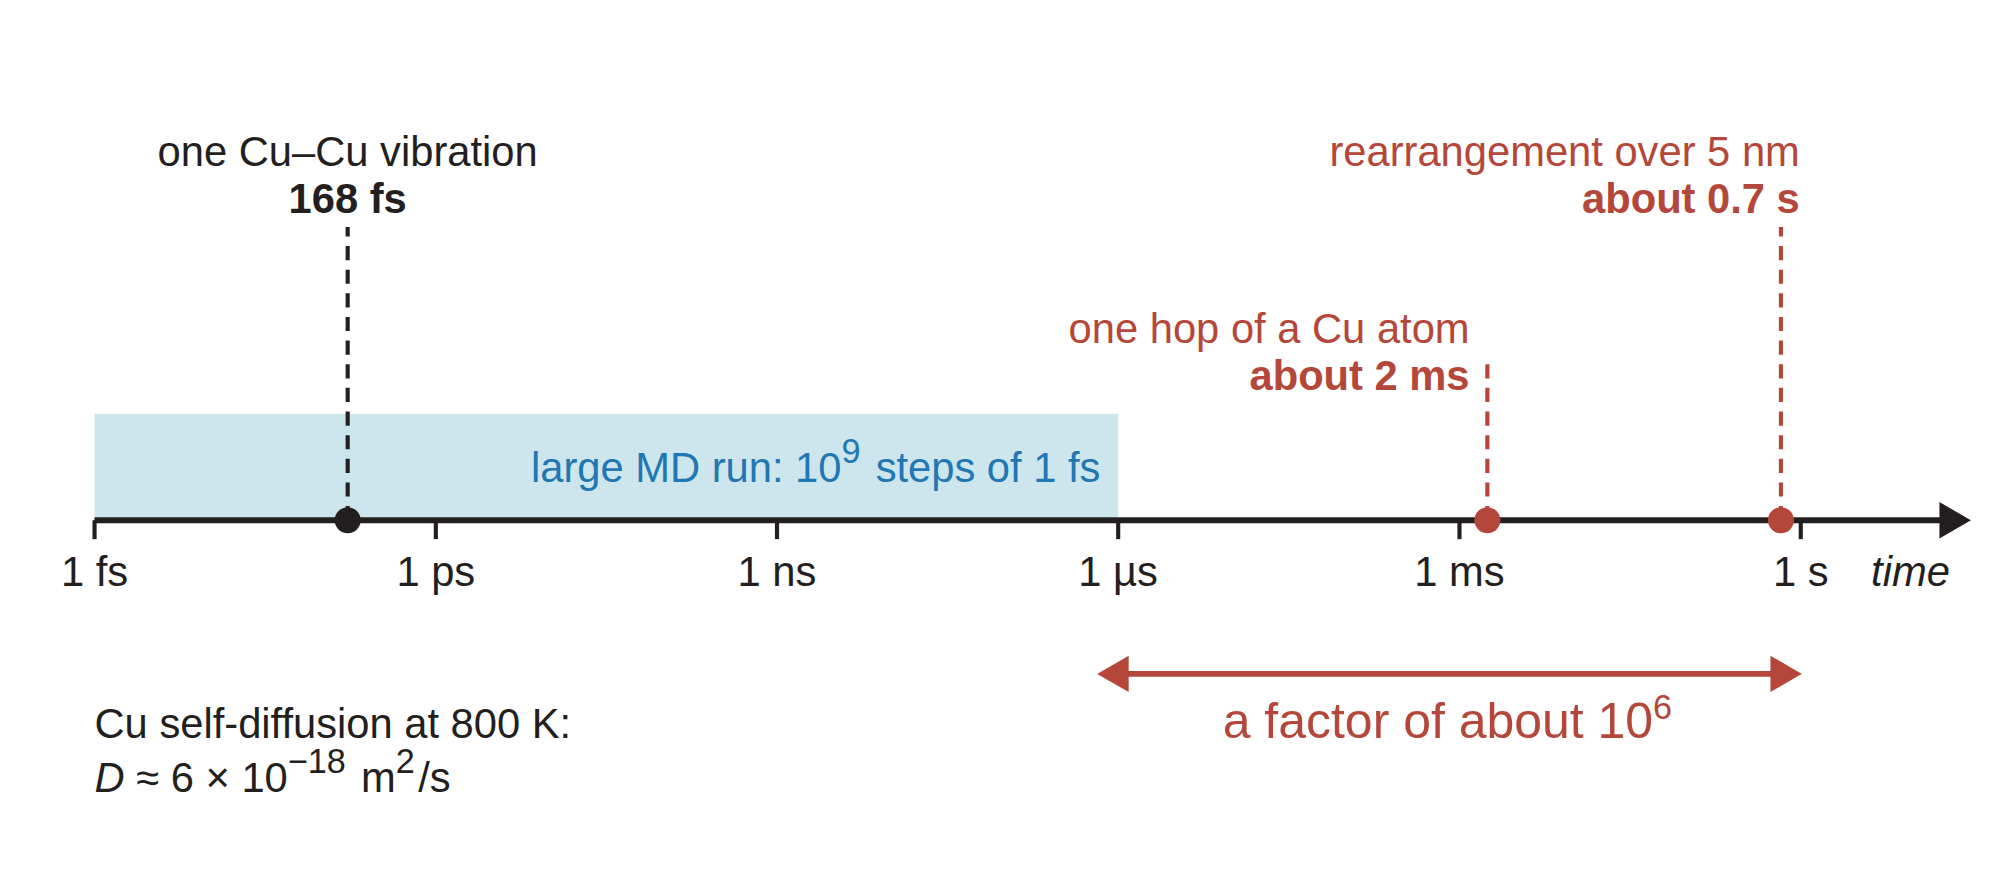 one Cu–Cu vibration
168 fs
rearrangement over 5 nm
about 0.7 s
one hop of a Cu atom
about 2 ms
large MD run: 10⁹ steps of 1 fs
1 fs
1 ps
1 ns
1 µs
1 ms
1 s
time
a factor of about 10⁶
Cu self-diffusion at 800 K:
D ≈ 6 × 10⁻¹⁸ m²/s